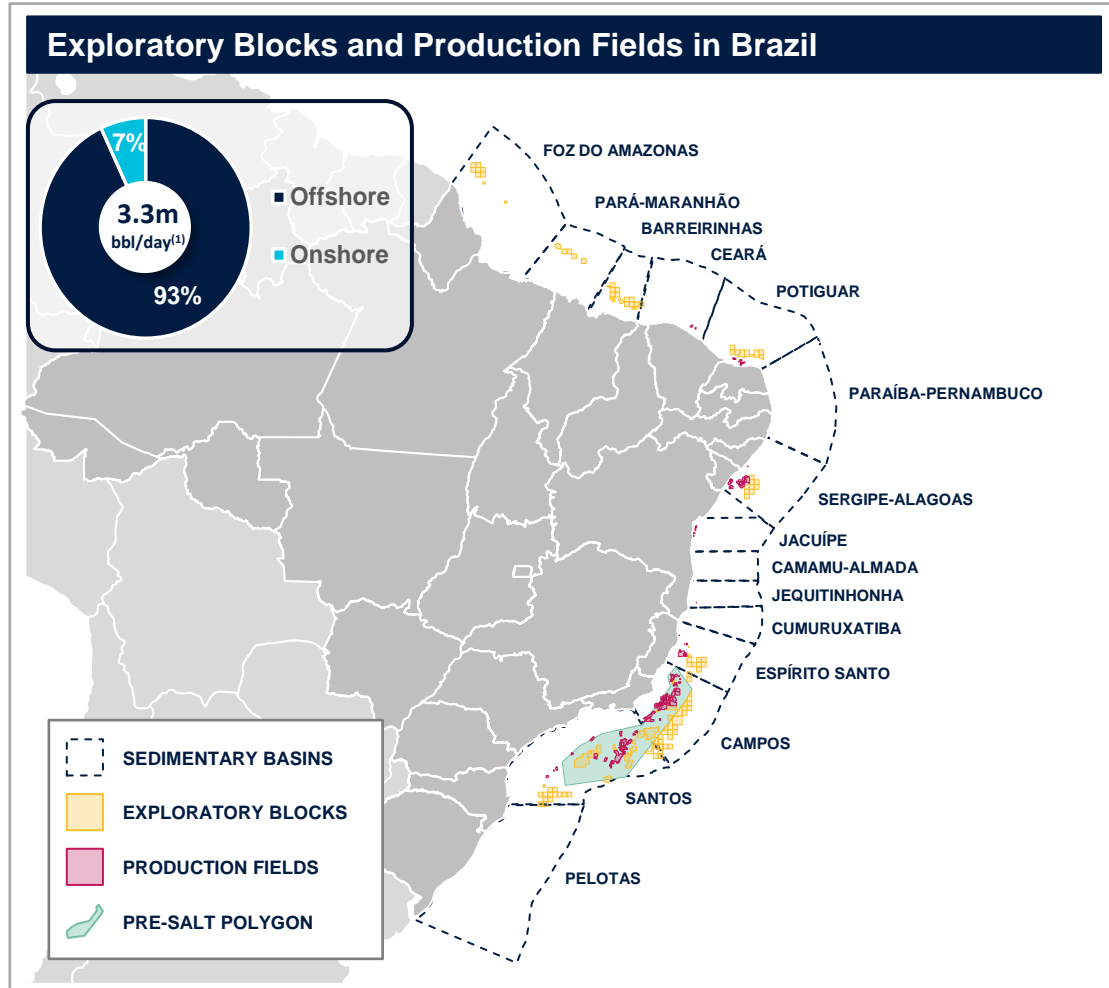 Exploratory Blocks and Production Fields in Brazil
7%
3.3m
bbl/day(1)
93%
Offshore
Onshore
FOZ DO AMAZONAS
PARÁ-MARANHÃO
BARREIRINHAS
CEARÁ
POTIGUAR
PARAÍBA-PERNAMBUCO
SERGIPE-ALAGOAS
JACUÍPE
CAMAMU-ALMADA
JEQUITINHONHA
CUMURUXATIBA
ESPÍRITO SANTO
CAMPOS
SANTOS
PELOTAS
SEDIMENTARY BASINS
EXPLORATORY BLOCKS
PRODUCTION FIELDS
PRE-SALT POLYGON